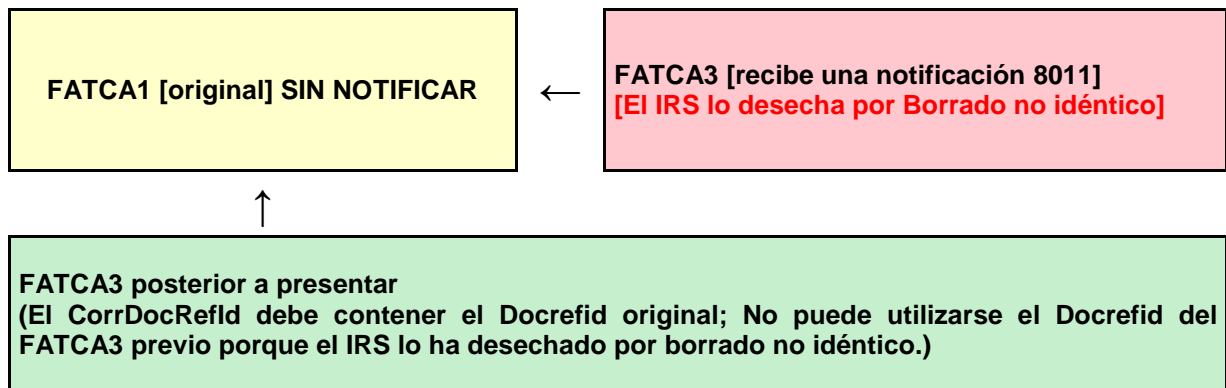 FATCA1 [original] SIN NOTIFICAR
←
FATCA3 [recibe una notificación 8011]
[El IRS lo desecha por Borrado no idéntico]
↑
FATCA3 posterior a presentar
(El CorrDocRefId debe contener el Docrefid original; No puede utilizarse el Docrefid del
FATCA3 previo porque el IRS lo ha desechado por borrado no idéntico.)